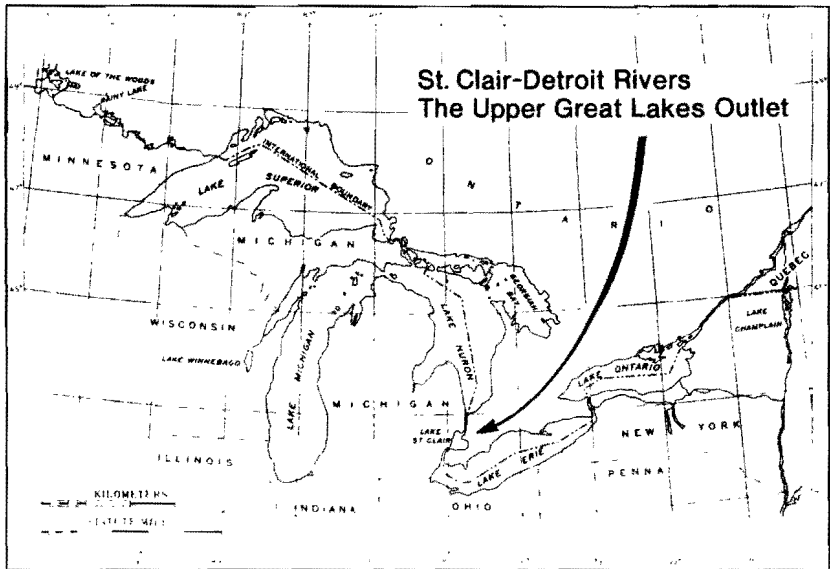 St. Clair-Detroit Rivers
The Upper Great Lakes Outlet
LAKE OF THE WOODS
RAINY LAKE
MINNESOTA
INTERNATIONAL BOUNDARY
LAKE SUPERIOR
ONTARIO
MICHIGAN
GEORGIAN BAY
QUEBEC
LAKE CHAMPLAIN
WISCONSIN
LAKE WINNEBAGO
LAKE MICHIGAN
LAKE HURON
LAKE ONTARIO
MICHIGAN
LAKE ST CLAIR
NEW YORK
LAKE ERIE
ILLINOIS
PENNA
KILOMETERS
INDIANA
OHIO